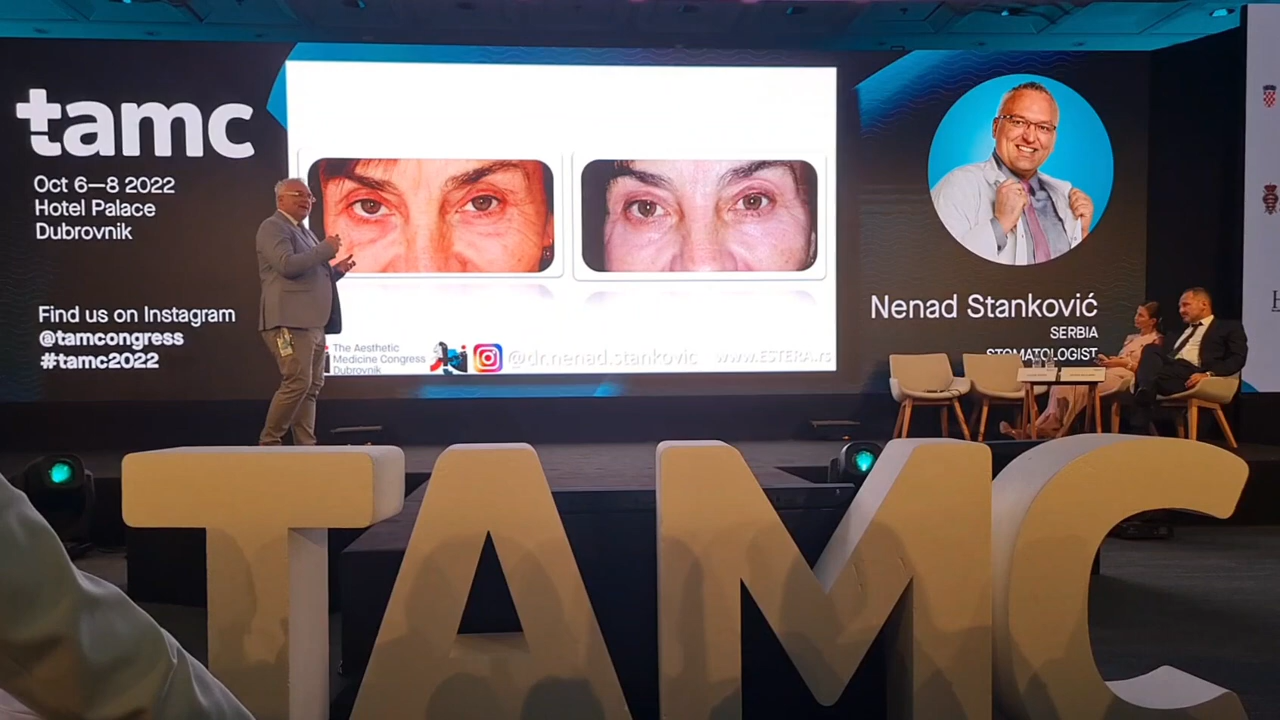 tamc
Oct 6—8 2022
Hotel Palace
Dubrovnik
Find us on Instagram
@tamcongress
#tamc2022
The Aesthetic
Medicine Congress
Dubrovnik
@dr.nenad.stankovic
www.ESTERA.rs
Nenad Stanković
SERBIA
STOMATOLOGIST
TAMC